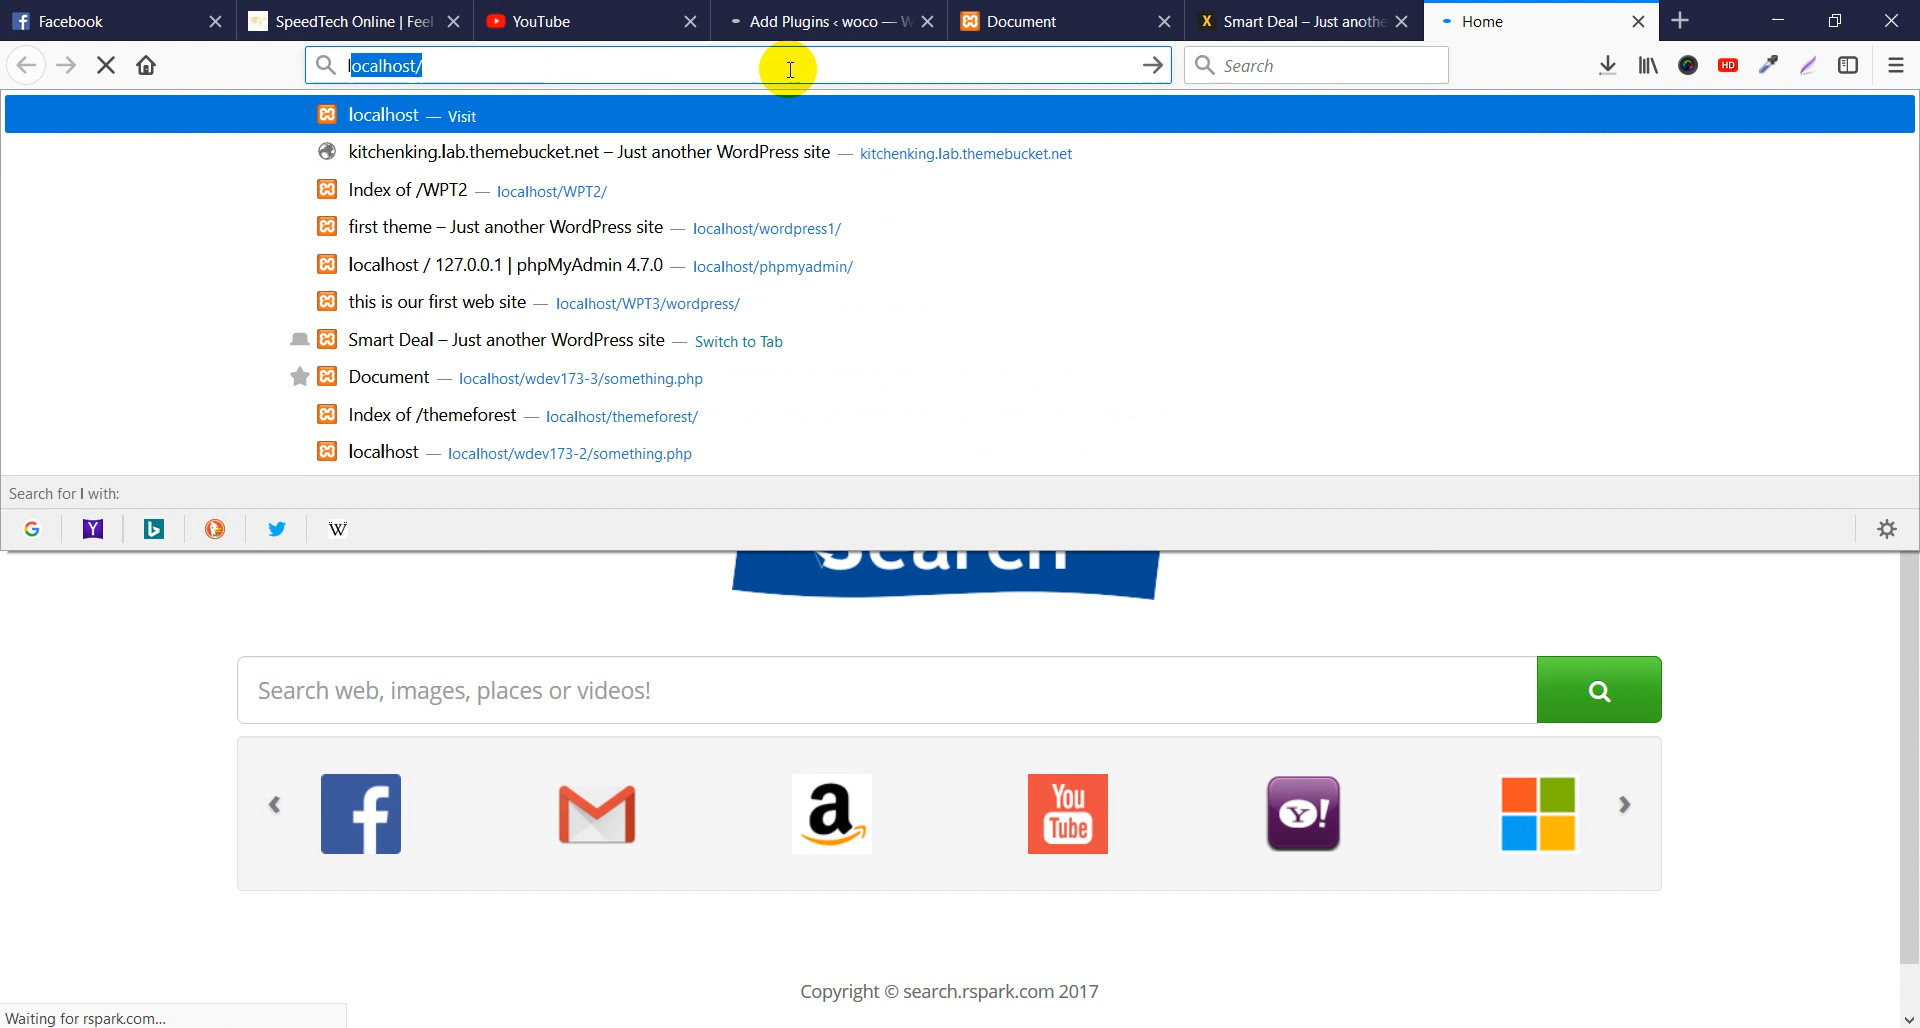 Facebook
SpeedTech Online | Feel
YouTube
Add Plugins ‹ woco — W
Document
X Smart Deal – Just anothe
Home
localhost/
Search
HD
localhost — Visit
kitchenking.lab.themebucket.net – Just another WordPress site — kitchenking.lab.themebucket.net
Index of /WPT2 — localhost/WPT2/
first theme – Just another WordPress site — localhost/wordpress1/
localhost / 127.0.0.1 | phpMyAdmin 4.7.0 — localhost/phpmyadmin/
this is our first web site — localhost/WPT3/wordpress/
Smart Deal – Just another WordPress site — Switch to Tab
Document — localhost/wdev173-3/something.php
Index of /themeforest — localhost/themeforest/
localhost — localhost/wdev173-2/something.php
Search for l with:
G Y b W
Search
Search web, images, places or videos!
f M a You Tube Y!
Copyright © search.rspark.com 2017
Waiting for rspark.com...